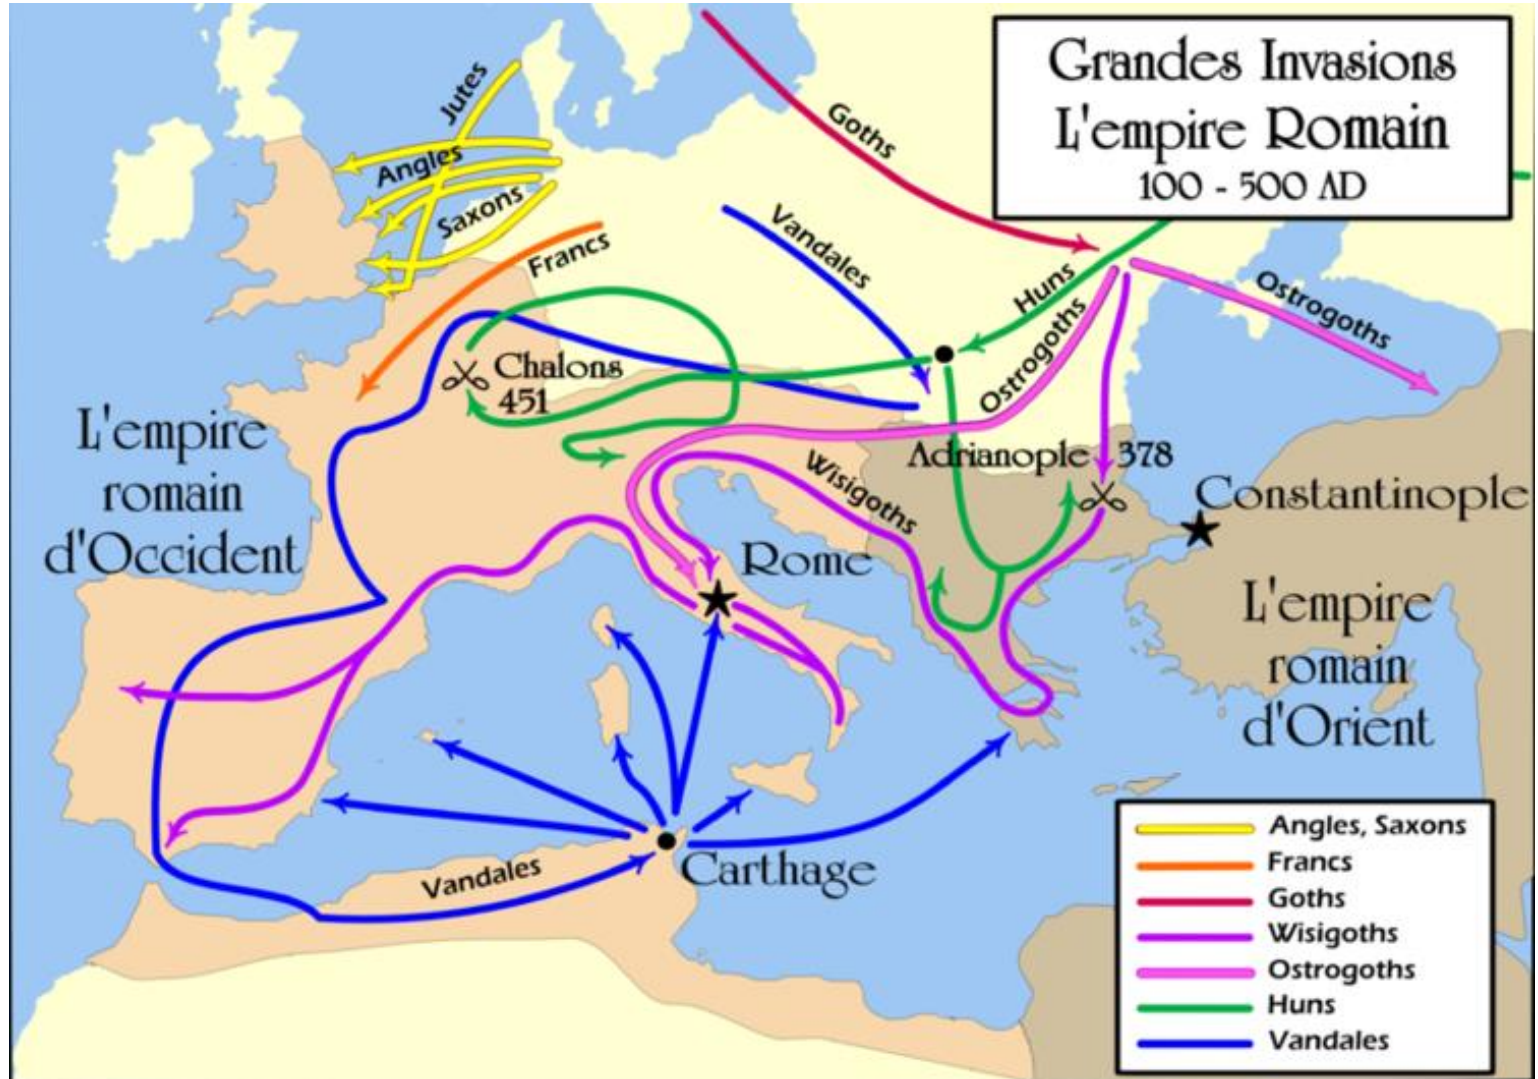 Grandes Invasions
L'empire Romain
100 - 500 AD
Jutes
Angles
Saxons
Francs
Goths
Vandales
Huns
Ostrogoths
Ostrogoths
Chalons
451
L'empire
romain
d'Occident
Wisigoths
Adrianople 378
Constantinople
Rome
L'empire
romain
d'Orient
Vandales
Carthage
Angles, Saxons
Francs
Goths
Wisigoths
Ostrogoths
Huns
Vandales